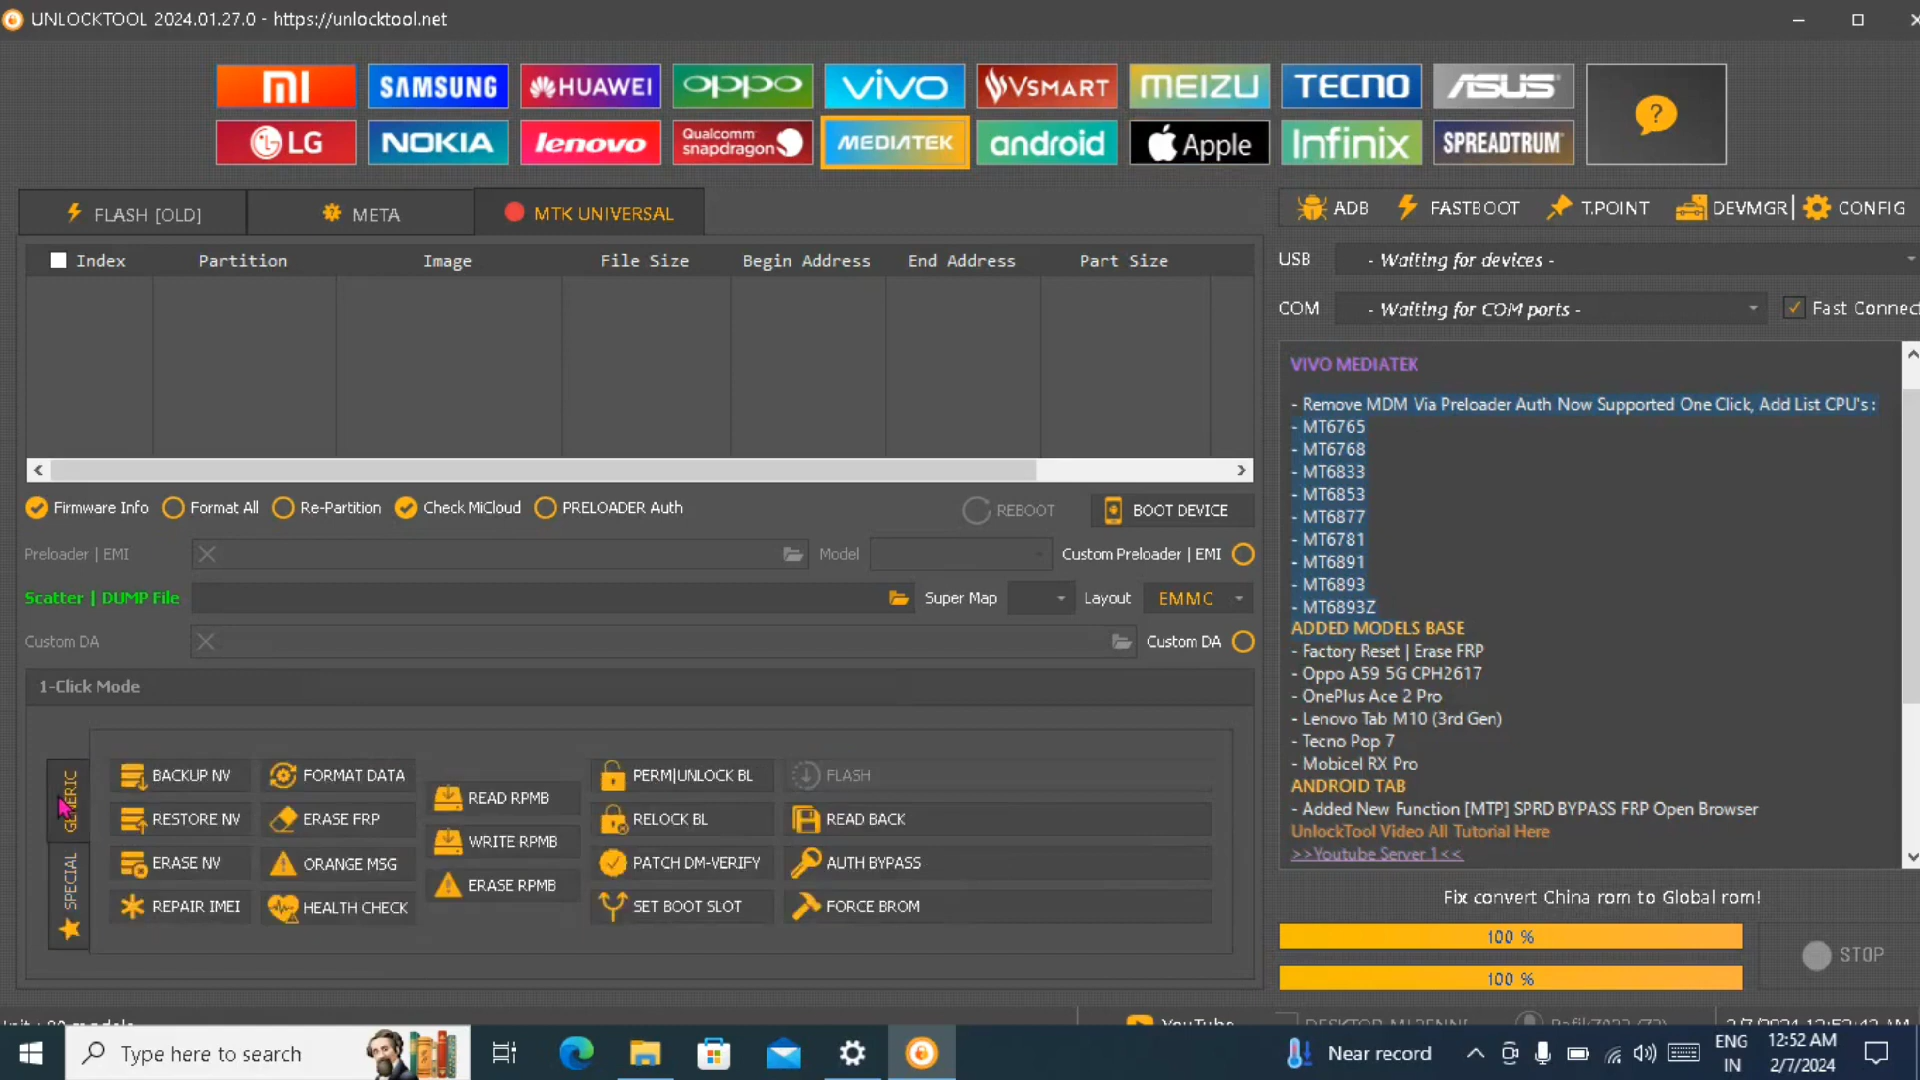 UNLOCKTOOL 2024.01.27.0 - https://unlocktool.net
MI SAMSUNG HUAWEI oppo vivo VSMART MEIZU TECNO ASUS ?
LG NOKIA lenovo Qualcomm snapdragon MEDIATEK android Apple Infinix SPREADTRUM
FLASH [OLD] META MTK UNIVERSAL
ADB FASTBOOT T.POINT DEVMGR CONFIG
Index Partition Image File Size Begin Address End Address Part Size
USB - Waiting for devices -
COM - Waiting for COM ports - Fast Connect
VIVO MEDIATEK
- Remove MDM Via Preloader Auth Now Supported One Click, Add List CPU's :
- MT6765
- MT6768
- MT6833
- MT6853
- MT6877
- MT6781
- MT6891
- MT6893
- MT6893Z
ADDED MODELS BASE
- Factory Reset | Erase FRP
- Oppo A59 5G CPH2617
- OnePlus Ace 2 Pro
- Lenovo Tab M10 (3rd Gen)
- Tecno Pop 7
- Mobicel RX Pro
ANDROID TAB
- Added New Function [MTP] SPRD BYPASS FRP Open Browser
UnlockTool Video All Tutorial Here
>>Youtube Server 1<<
Firmware Info Format All Re-Partition Check MiCloud PRELOADER Auth REBOOT BOOT DEVICE
Preloader | EMI Model Custom Preloader | EMI
Scatter | DUMP File Super Map Layout EMMC
Custom DA Custom DA
1-Click Mode
GENERIC
SPECIAL
BACKUP NV FORMAT DATA READ RPMB PERM|UNLOCK BL FLASH
RESTORE NV ERASE FRP WRITE RPMB RELOCK BL READ BACK
ERASE NV ORANGE MSG ERASE RPMB PATCH DM-VERIFY AUTH BYPASS
REPAIR IMEI HEALTH CHECK SET BOOT SLOT FORCE BROM
Fix convert China rom to Global rom!
100 %
100 %
STOP
YouTube
Type here to search
Near record
ENG
IN
12:52 AM
2/7/2024